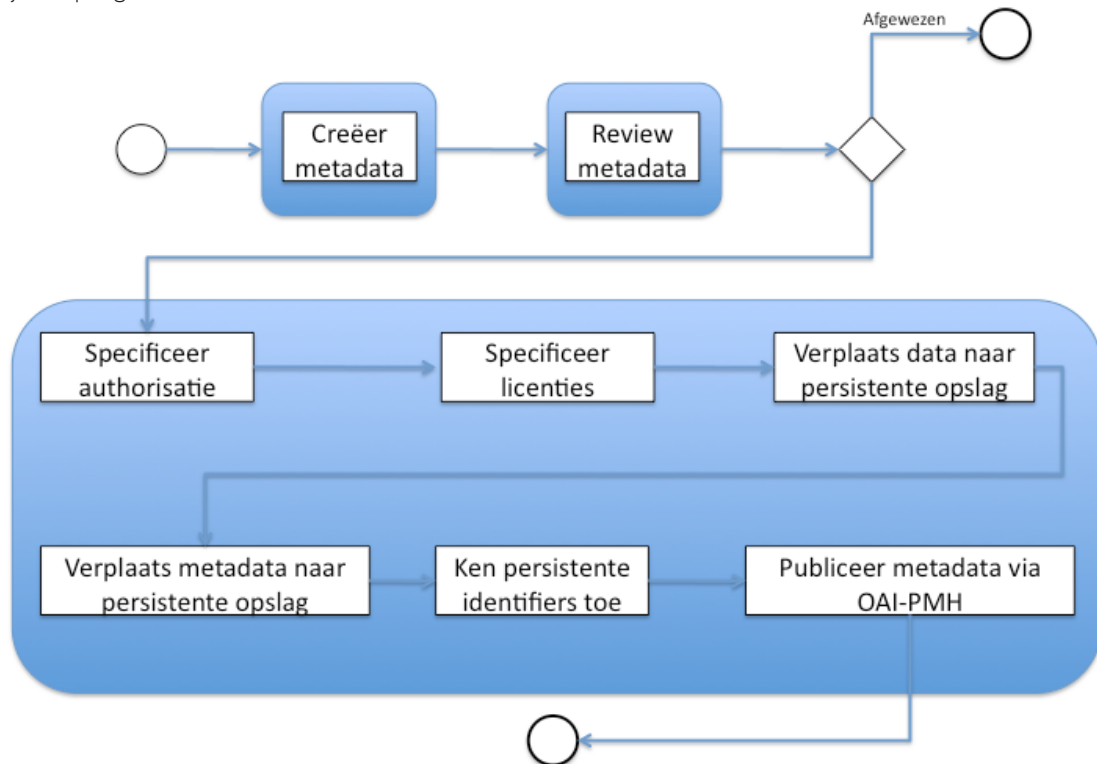 Afgewezen
Creëer
metadata
Review
metadata
Specificeer
authorisatie
Specificeer
licenties
Verplaats data naar
persistente opslag
Verplaats metadata naar
persistente opslag
Ken persistente
identifiers toe
Publiceer metadata via
OAI-PMH